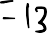 = 13